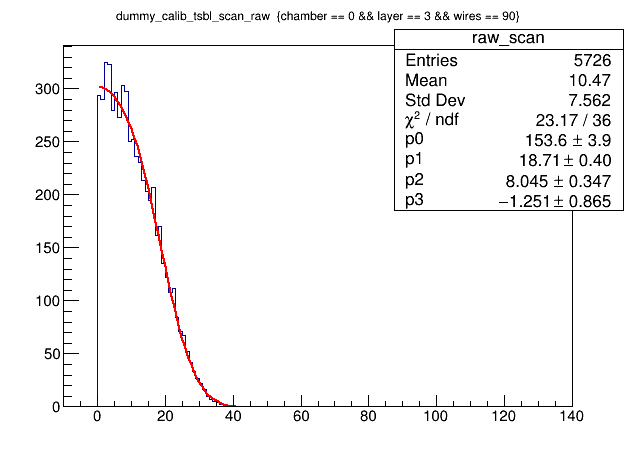 dummy_calib_tsbl_scan_raw {chamber == 0 && layer == 3 && wires == 90}
raw_scan
Entries 5726
Mean 10.47
Std Dev 7.562
χ² / ndf 23.17 / 36
p0 153.6 ± 3.9
p1 18.71 ± 0.40
p2 8.045 ± 0.347
p3 −1.251 ± 0.865
300
250
200
150
100
50
0
0 20 40 60 80 100 120 140